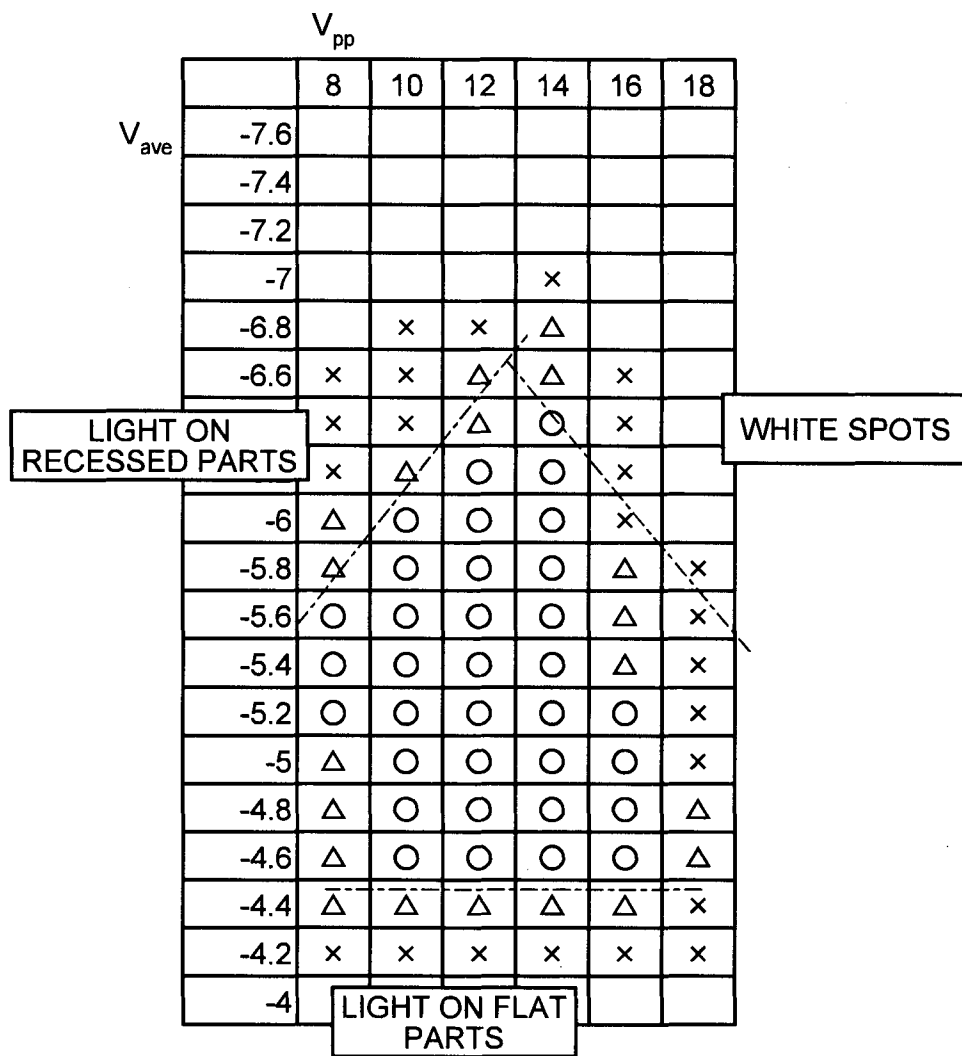 V_pp
8 10 12 14 16 18
V_ave
-7.6
-7.4
-7.2
-7 ×
-6.8 × × △
-6.6 × × △ △ ×
× × △ ○ ×
LIGHT ON
RECESSED PARTS
WHITE SPOTS
× △ ○ ○ ×
-6 △ ○ ○ ○ ×
-5.8 △ ○ ○ ○ △ ×
-5.6 ○ ○ ○ ○ △ ×
-5.4 ○ ○ ○ ○ △ ×
-5.2 ○ ○ ○ ○ ○ ×
-5 △ ○ ○ ○ ○ ×
-4.8 △ ○ ○ ○ ○ △
-4.6 △ ○ ○ ○ ○ △
-4.4 △ △ △ △ △ ×
-4.2 × × × × × ×
-4
LIGHT ON FLAT
PARTS